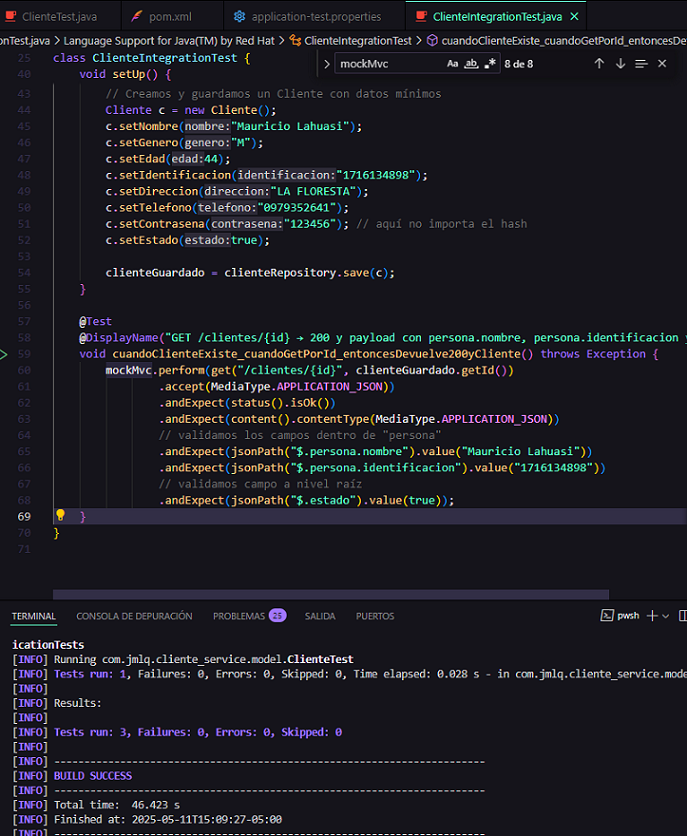 ClienteTest.java
pom.xml
application-test.properties
ClienteIntegrationTest.java
onTest.java > Language Support for Java(TM) by Red Hat > ClienteIntegrationTest > cuandoClienteExiste_cuandoGetPorId_entoncesDe
mockMvc
Aa ab .*
8 de 8
25 class ClienteIntegrationTest {
40 void setUp() {
43 // Creamos y guardamos un Cliente con datos mínimos
44 Cliente c = new Cliente();
45 c.setNombre(nombre:"Mauricio Lahuasi");
46 c.setGenero(genero:"M");
47 c.setEdad(edad:44);
48 c.setIdentificacion(identificacion:"1716134898");
49 c.setDireccion(direccion:"LA FLORESTA");
50 c.setTelefono(telefono:"0979352641");
51 c.setContrasena(contrasena:"123456"); // aquí no importa el hash
52 c.setEstado(estado:true);
53
54 clienteGuardado = clienteRepository.save(c);
55 }
56
57 @Test
58 @DisplayName("GET /clientes/{id} → 200 y payload con persona.nombre, persona.identificacion y
59 void cuandoClienteExiste_cuandoGetPorId_entoncesDevuelve200yCliente() throws Exception {
60 mockMvc.perform(get("/clientes/{id}", clienteGuardado.getId())
61 .accept(MediaType.APPLICATION_JSON))
62 .andExpect(status().isOk())
63 .andExpect(content().contentType(MediaType.APPLICATION_JSON))
64 // validamos los campos dentro de "persona"
65 .andExpect(jsonPath("$.persona.nombre").value("Mauricio Lahuasi"))
66 .andExpect(jsonPath("$.persona.identificacion").value("1716134898"))
67 // validamos campo a nivel raíz
68 .andExpect(jsonPath("$.estado").value(true));
69 }
70 }
71
TERMINAL CONSOLA DE DEPURACIÓN PROBLEMAS 25 SALIDA PUERTOS pwsh
icationTests
[INFO] Running com.jmlq.cliente_service.model.ClienteTest
[INFO] Tests run: 1, Failures: 0, Errors: 0, Skipped: 0, Time elapsed: 0.028 s - in com.jmlq.cliente_service.mode
[INFO]
[INFO] Results:
[INFO]
[INFO] Tests run: 3, Failures: 0, Errors: 0, Skipped: 0
[INFO]
[INFO] ------------------------------------------------------------------------
[INFO] BUILD SUCCESS
[INFO] ------------------------------------------------------------------------
[INFO] Total time: 46.423 s
[INFO] Finished at: 2025-05-11T15:09:27-05:00
[INFO] ------------------------------------------------------------------------